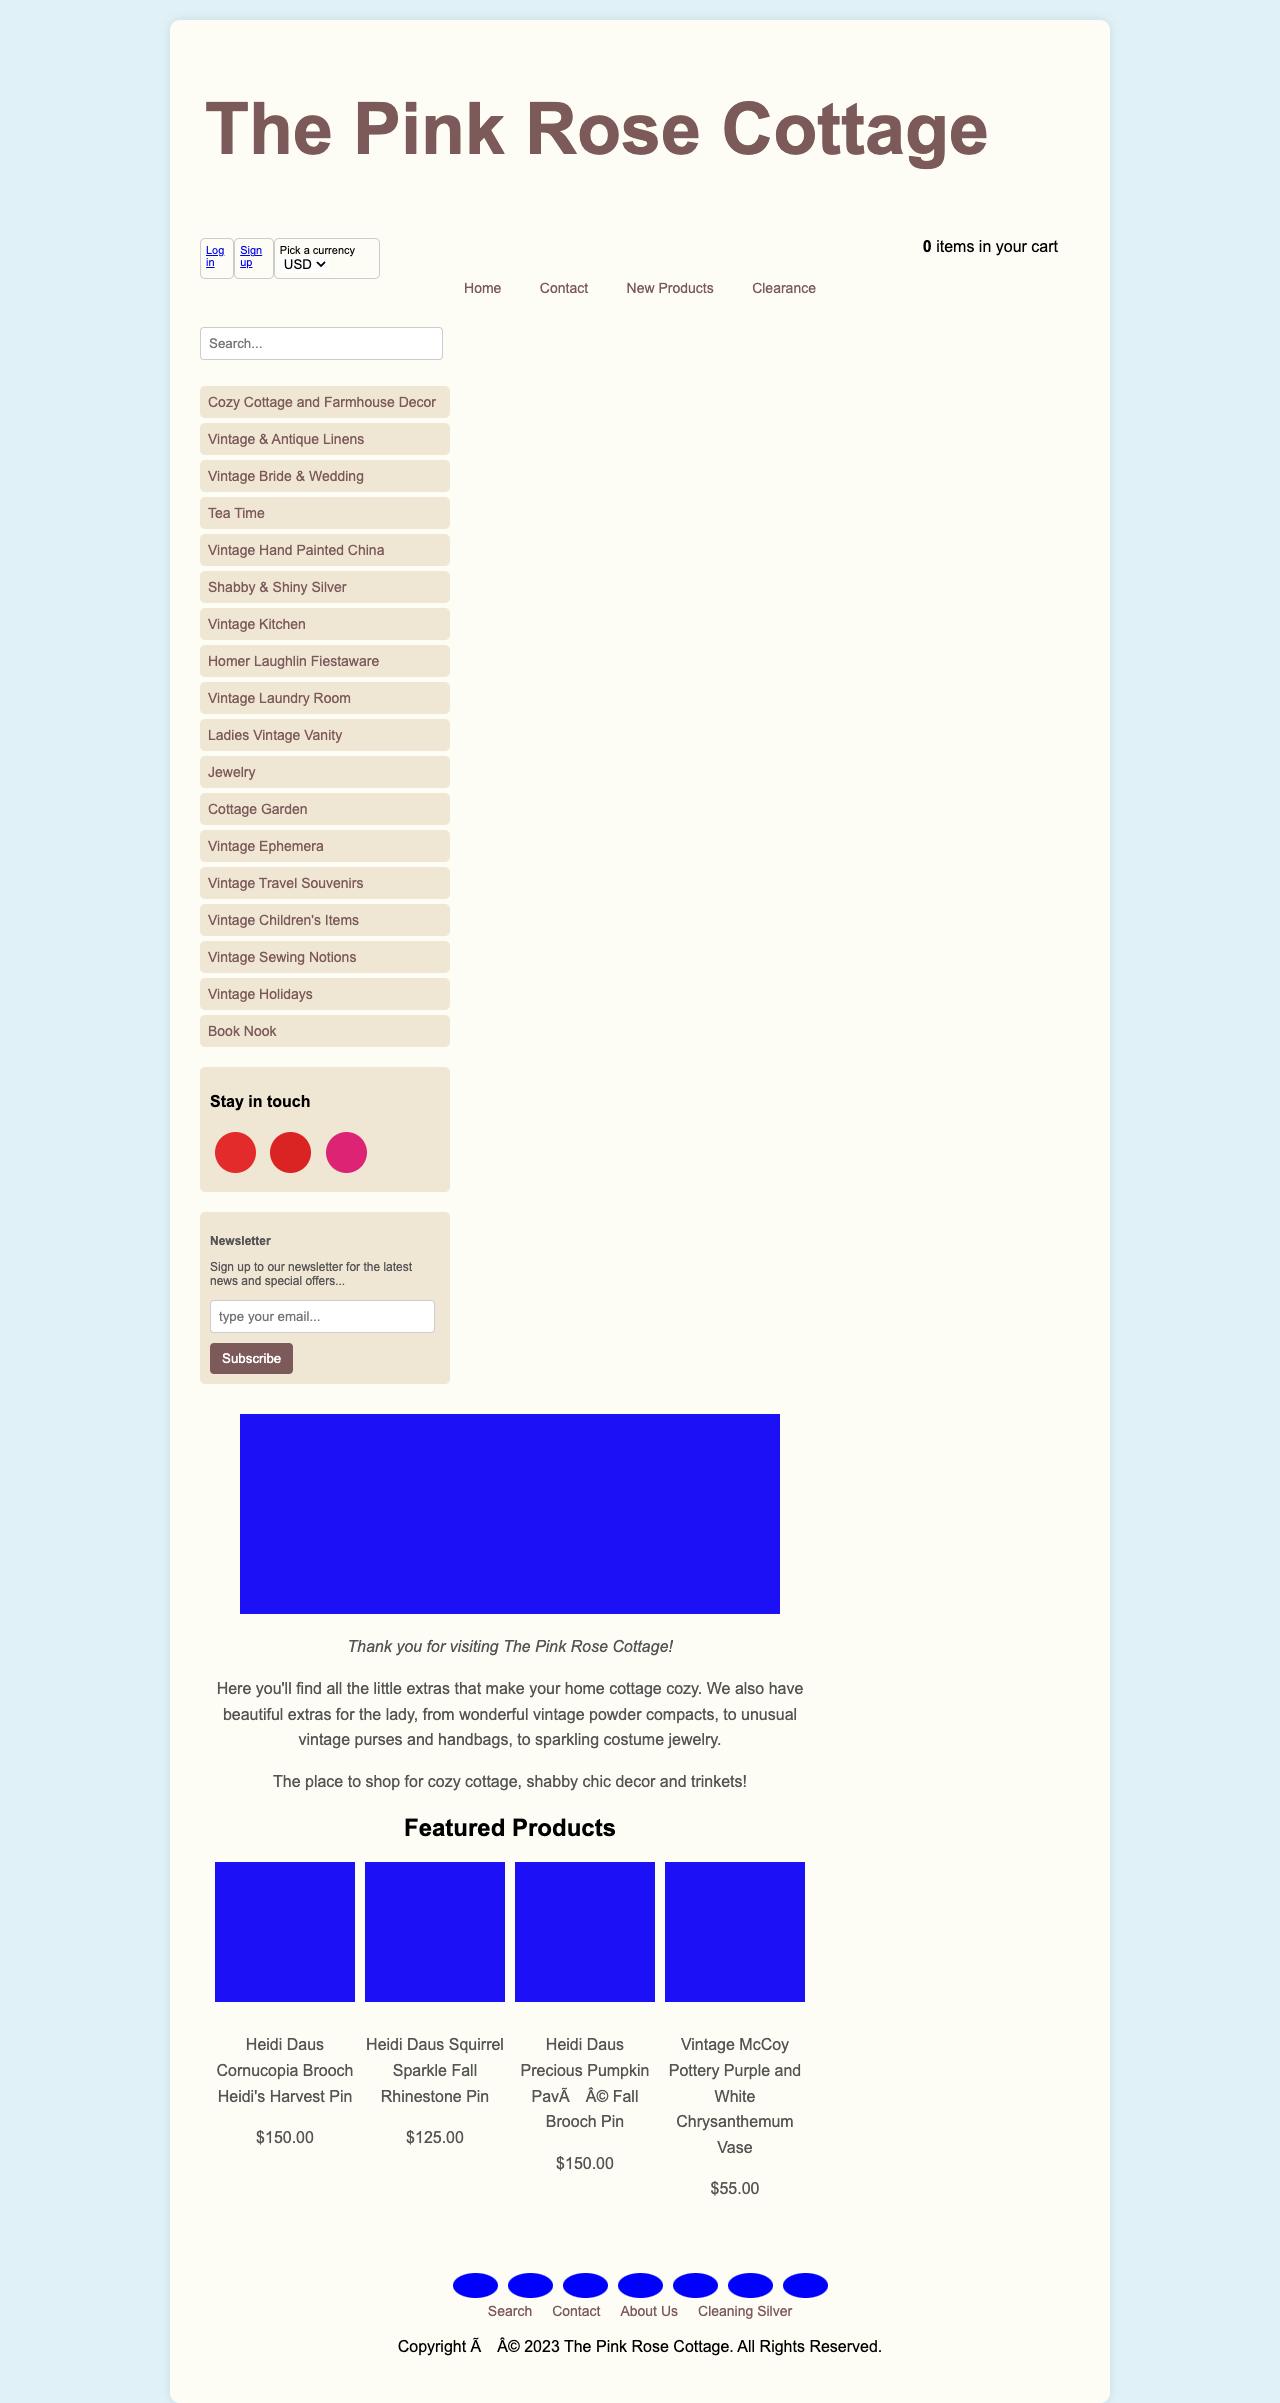 The Pink Rose Cottage
Log
in
Sign
up
Pick a currency
USD
0 items in your cart
Home Contact New Products Clearance
Search...
Cozy Cottage and Farmhouse Decor
Vintage & Antique Linens
Vintage Bride & Wedding
Tea Time
Vintage Hand Painted China
Shabby & Shiny Silver
Vintage Kitchen
Homer Laughlin Fiestaware
Vintage Laundry Room
Ladies Vintage Vanity
Jewelry
Cottage Garden
Vintage Ephemera
Vintage Travel Souvenirs
Vintage Children's Items
Vintage Sewing Notions
Vintage Holidays
Book Nook
Stay in touch
Newsletter
Sign up to our newsletter for the latest
news and special offers...
type your email...
Subscribe
Thank you for visiting The Pink Rose Cottage!
Here you'll find all the little extras that make your home cottage cozy. We also have
beautiful extras for the lady, from wonderful vintage powder compacts, to unusual
vintage purses and handbags, to sparkling costume jewelry.
The place to shop for cozy cottage, shabby chic decor and trinkets!
Featured Products
Heidi Daus
Cornucopia Brooch
Heidi's Harvest Pin
$150.00
Heidi Daus Squirrel
Sparkle Fall
Rhinestone Pin
$125.00
Heidi Daus
Precious Pumpkin
PavÃ Â© Fall
Brooch Pin
$150.00
Vintage McCoy
Pottery Purple and
White
Chrysanthemum
Vase
$55.00
Search Contact About Us Cleaning Silver
Copyright Ã Â© 2023 The Pink Rose Cottage. All Rights Reserved.